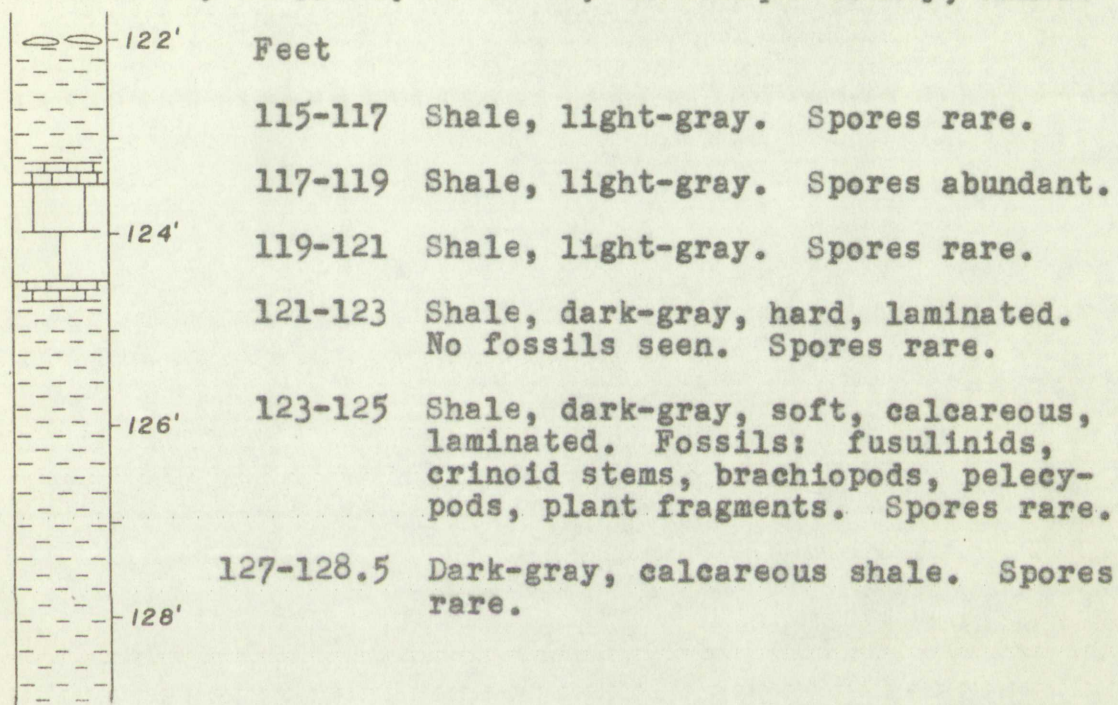 122'
Feet
115-117 Shale, light-gray. Spores rare.
117-119 Shale, light-gray. Spores abundant.
124'
119-121 Shale, light-gray. Spores rare.
121-123 Shale, dark-gray, hard, laminated.
No fossils seen. Spores rare.
123-125 Shale, dark-gray, soft, calcareous,
126'
laminated. Fossils: fusulinids,
crinoid stems, brachiopods, pelecy-
pods, plant fragments. Spores rare.
127-128.5 Dark-gray, calcareous shale. Spores
rare.
128'